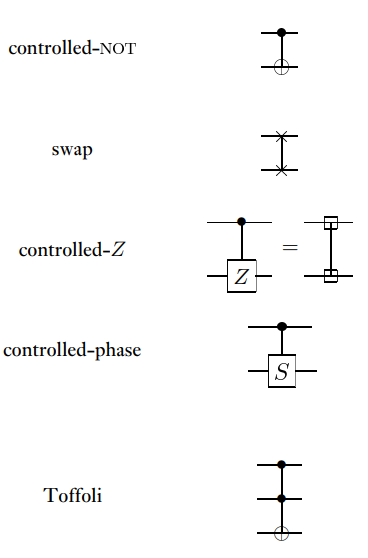 controlled-NOT
swap
controlled-Z
Z
=
controlled-phase
S
Toffoli